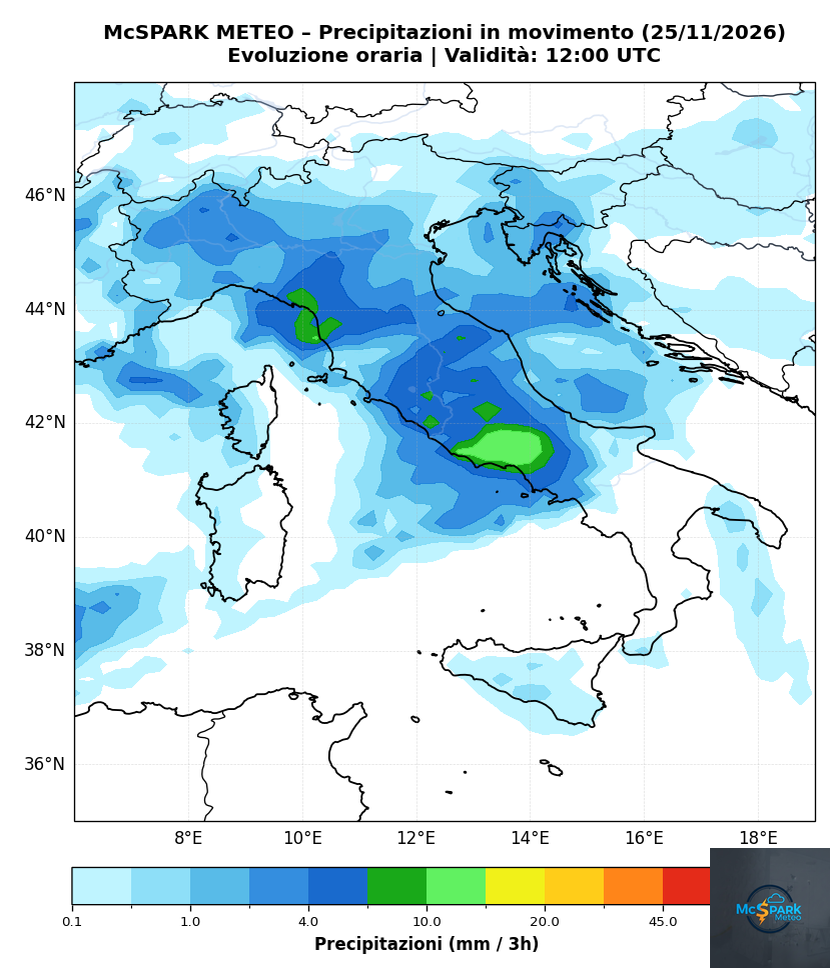 McSPARK METEO – Precipitazioni in movimento (25/11/2026)
Evoluzione oraria | Validità: 12:00 UTC
46°N
44°N
42°N
40°N
38°N
36°N
8°E 10°E 12°E 14°E 16°E 18°E
0.1 1.0 4.0 10.0 20.0 45.0
Precipitazioni (mm / 3h)
McSPARK
Meteo